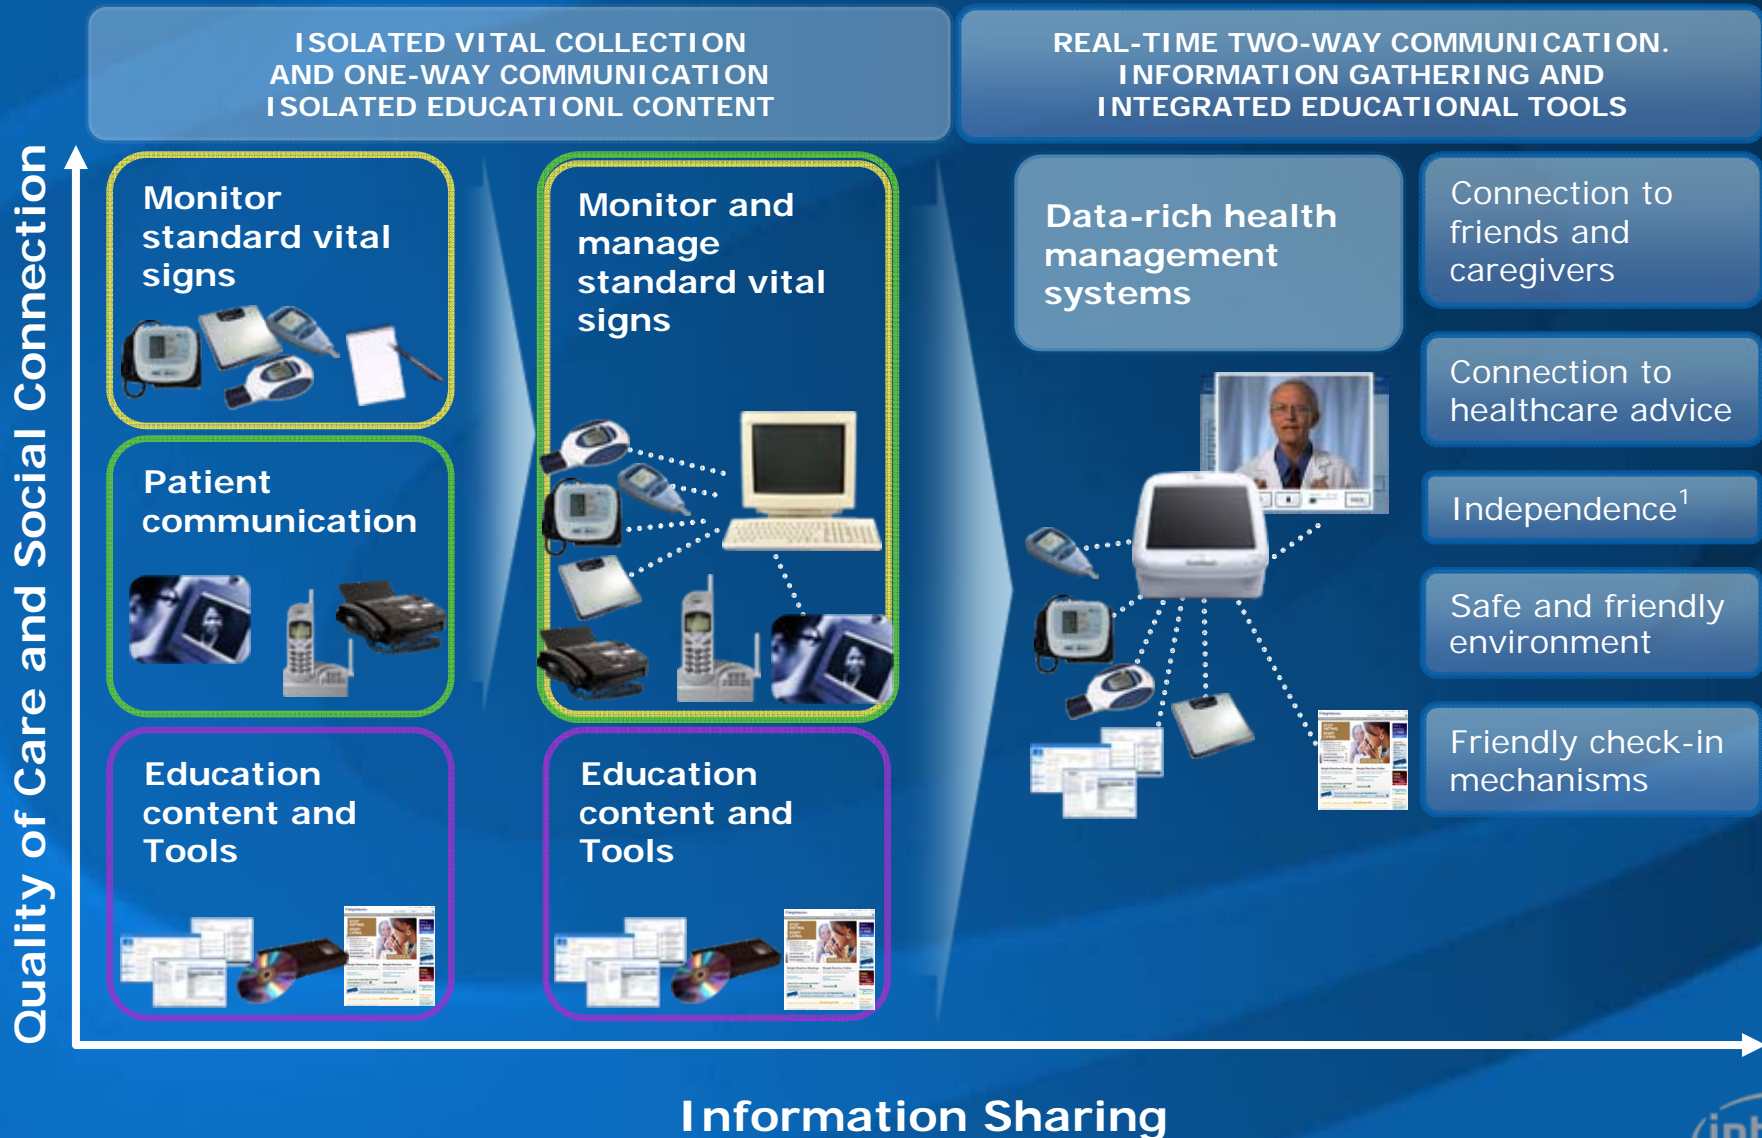 ISOLATED VITAL COLLECTION
AND ONE-WAY COMMUNICATION
ISOLATED EDUCATIONL CONTENT
REAL-TIME TWO-WAY COMMUNICATION.
INFORMATION GATHERING AND
INTEGRATED EDUCATIONAL TOOLS
Quality of Care and Social Connection
Monitor
standard vital
signs
Patient
communication
Education
content and
Tools
Monitor and
manage
standard vital
signs
Education
content and
Tools
Data-rich health
management
systems
Connection to
friends and
caregivers
Connection to
healthcare advice
Independence¹
Safe and friendly
environment
Friendly check-in
mechanisms
Information Sharing